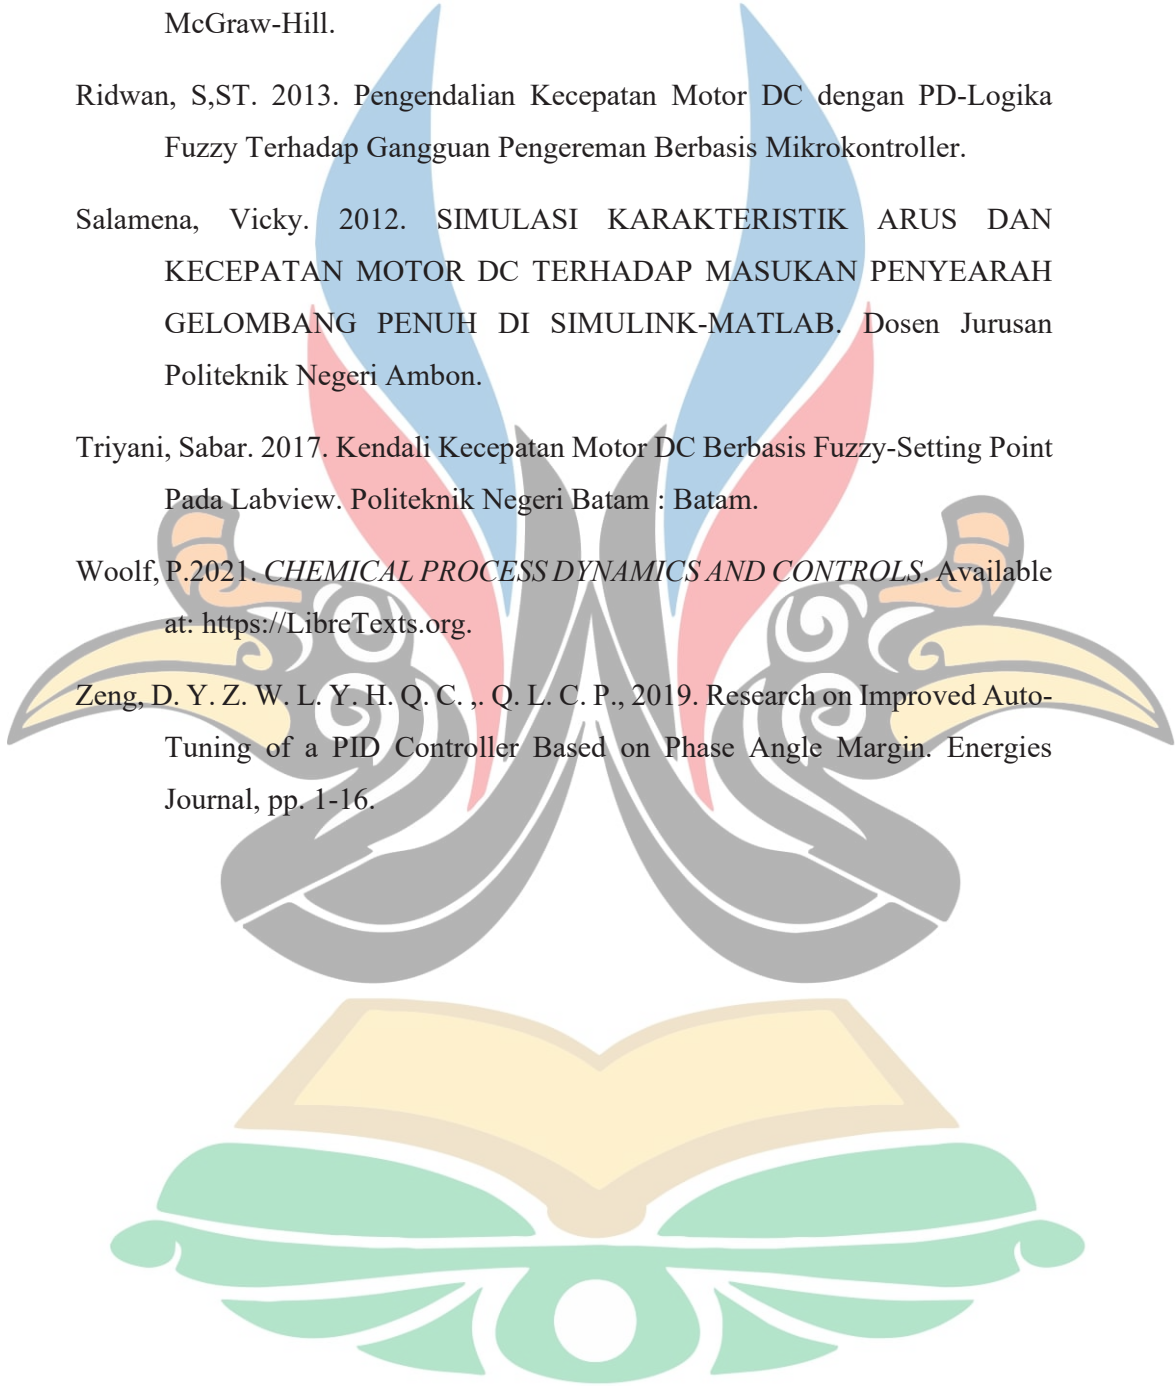 McGraw-Hill.
Ridwan, S,ST. 2013. Pengendalian Kecepatan Motor DC dengan PD-Logika
Fuzzy Terhadap Gangguan Pengereman Berbasis Mikrokontroller.
Salamena, Vicky. 2012. SIMULASI KARAKTERISTIK ARUS DAN
KECEPATAN MOTOR DC TERHADAP MASUKAN PENYEARAH
GELOMBANG PENUH DI SIMULINK-MATLAB. Dosen Jurusan
Politeknik Negeri Ambon.
Triyani, Sabar. 2017. Kendali Kecepatan Motor DC Berbasis Fuzzy-Setting Point
Pada Labview. Politeknik Negeri Batam : Batam.
Woolf, P.2021. CHEMICAL PROCESS DYNAMICS AND CONTROLS. Available
at: https://LibreTexts.org.
Zeng, D. Y. Z. W. L. Y. H. Q. C. ,. Q. L. C. P., 2019. Research on Improved Auto-
Tuning of a PID Controller Based on Phase Angle Margin. Energies
Journal, pp. 1-16.